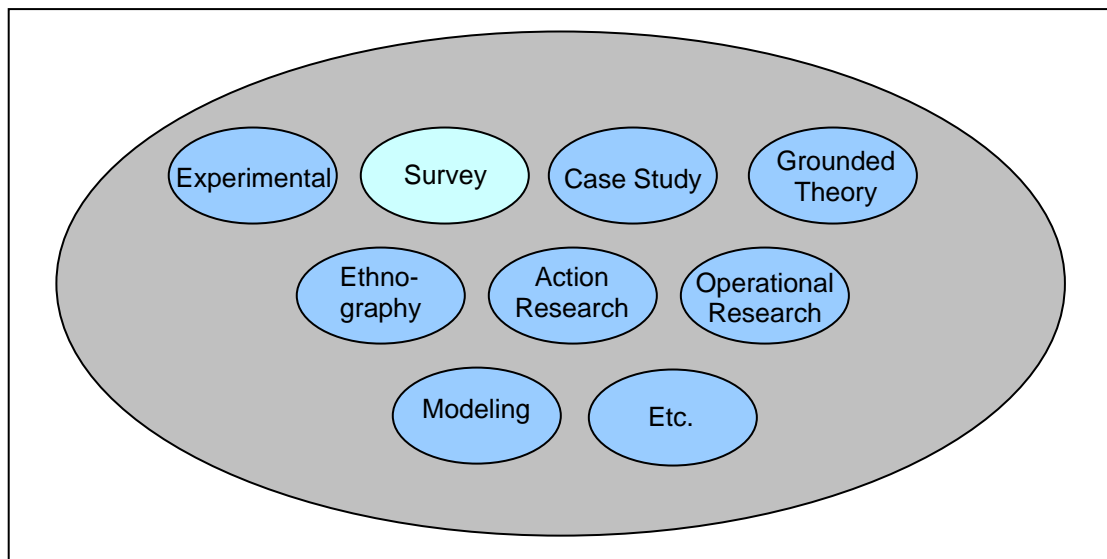 Experimental
Survey
Case Study
Grounded
Theory
Ethno-
graphy
Action
Research
Operational
Research
Modeling
Etc.